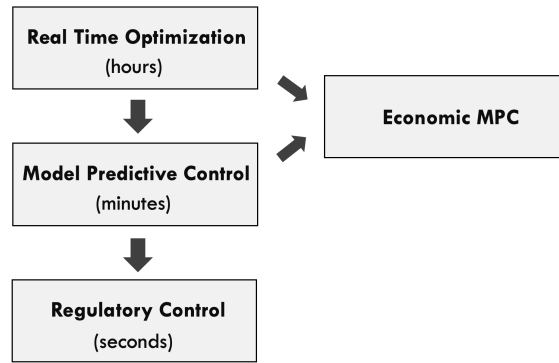 Real Time Optimization
(hours)
Economic MPC
Model Predictive Control
(minutes)
Regulatory Control
(seconds)